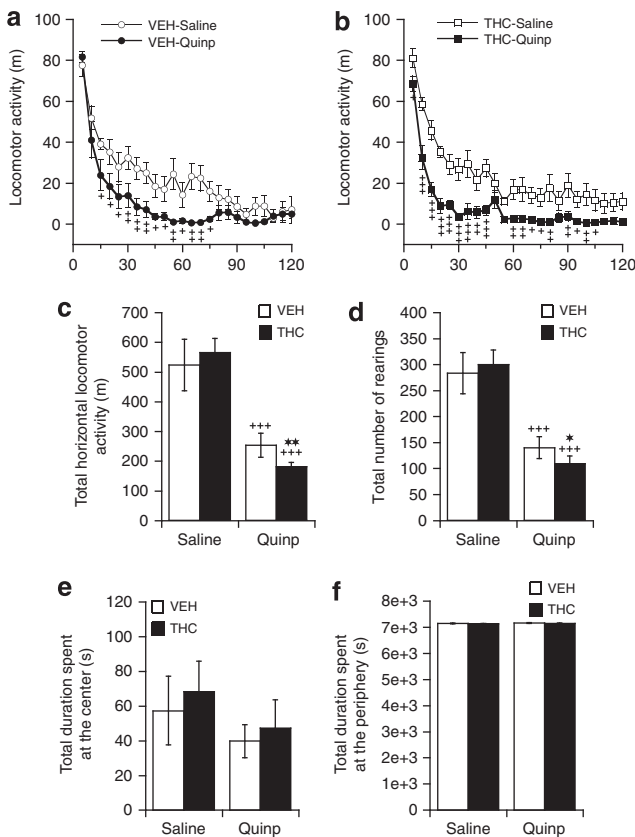 a
VEH-Saline
VEH-Quinp
Locomotor activity (m)
100
80
60
40
20
0
0 30 60 90 120
b
THC-Saline
THC-Quinp
Locomotor activity (m)
100
80
60
40
20
0
0 30 60 90 120
c
VEH
THC
Total horizontal locomotor
activity (m)
700
600
500
400
300
200
100
0
+++
★★
+++
Saline Quinp
d
VEH
THC
Total number of rearings
400
350
300
250
200
150
100
50
0
+++
★
+++
Saline Quinp
e
VEH
THC
Total duration spent
at the center (s)
120
100
80
60
40
20
0
Saline Quinp
f
VEH
THC
Total duration spent
at the periphery (s)
8e+3
7e+3
6e+3
5e+3
4e+3
3e+3
2e+3
1e+3
0
Saline Quinp